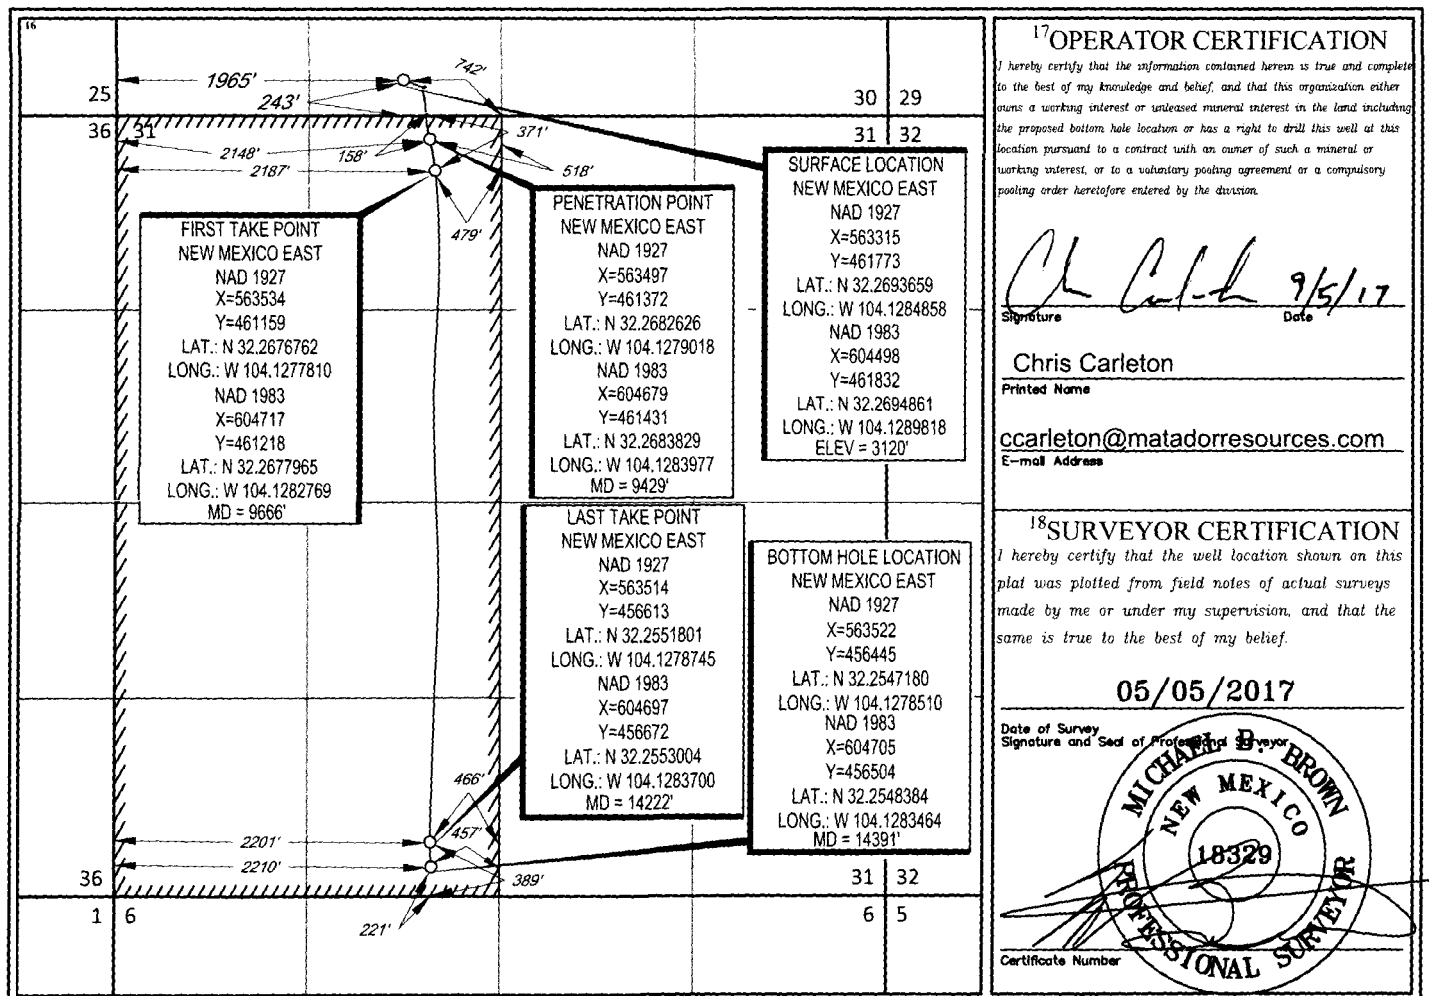 16
1965'
742'
243'
25
30 29
36 31
371'
31 32
2148'
158'
2187'
518'
479'
SURFACE LOCATION
NEW MEXICO EAST
NAD 1927
X=563315
Y=461773
LAT.: N 32.2693659
LONG.: W 104.1284858
NAD 1983
X=604498
Y=461832
LAT.: N 32.2694861
LONG.: W 104.1289818
ELEV = 3120'
PENETRATION POINT
NEW MEXICO EAST
NAD 1927
X=563497
Y=461372
LAT.: N 32.2682626
LONG.: W 104.1279018
NAD 1983
X=604679
Y=461431
LAT.: N 32.2683829
LONG.: W 104.1283977
MD = 9429'
FIRST TAKE POINT
NEW MEXICO EAST
NAD 1927
X=563534
Y=461159
LAT.: N 32.2676762
LONG.: W 104.1277810
NAD 1983
X=604717
Y=461218
LAT.: N 32.2677965
LONG.: W 104.1282769
MD = 9666'
LAST TAKE POINT
NEW MEXICO EAST
NAD 1927
X=563514
Y=456613
LAT.: N 32.2551801
LONG.: W 104.1278745
NAD 1983
X=604697
Y=456672
LAT.: N 32.2553004
LONG.: W 104.1283700
MD = 14222'
BOTTOM HOLE LOCATION
NEW MEXICO EAST
NAD 1927
X=563522
Y=456445
LAT.: N 32.2547180
LONG.: W 104.1278510
NAD 1983
X=604705
Y=456504
LAT.: N 32.2548384
LONG.: W 104.1283464
MD = 14391'
466'
2201'
457'
2210'
389'
36
31 32
1 6
6 5
221'
17OPERATOR CERTIFICATION
I hereby certify that the information contained herein is true and complete
to the best of my knowledge and belief, and that this organization either
owns a working interest or unleased mineral interest in the land including
the proposed bottom hole location or has a right to drill this well at this
location pursuant to a contract with an owner of such a mineral or
working interest, or to a voluntary pooling agreement or a compulsory
pooling order heretofore entered by the division.
9/5/17
Signature Date
Chris Carleton
Printed Name
ccarleton@matadorresources.com
E-mail Address
18SURVEYOR CERTIFICATION
I hereby certify that the well location shown on this
plat was plotted from field notes of actual surveys
made by me or under my supervision, and that the
same is true to the best of my belief.
05/05/2017
Date of Survey
Signature and Seal of Professional Surveyor
MICHAEL B. BROWN
NEW MEXICO
18329
PROFESSIONAL SURVEYOR
Certificate Number